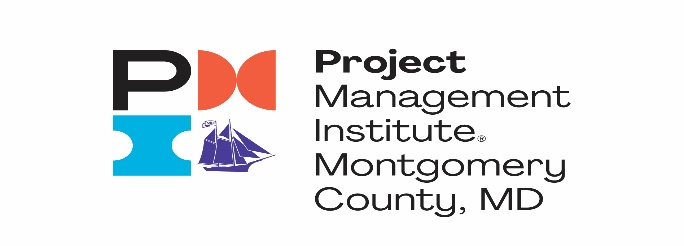 P
Project
Management
Institute®
Montgomery
County, MD